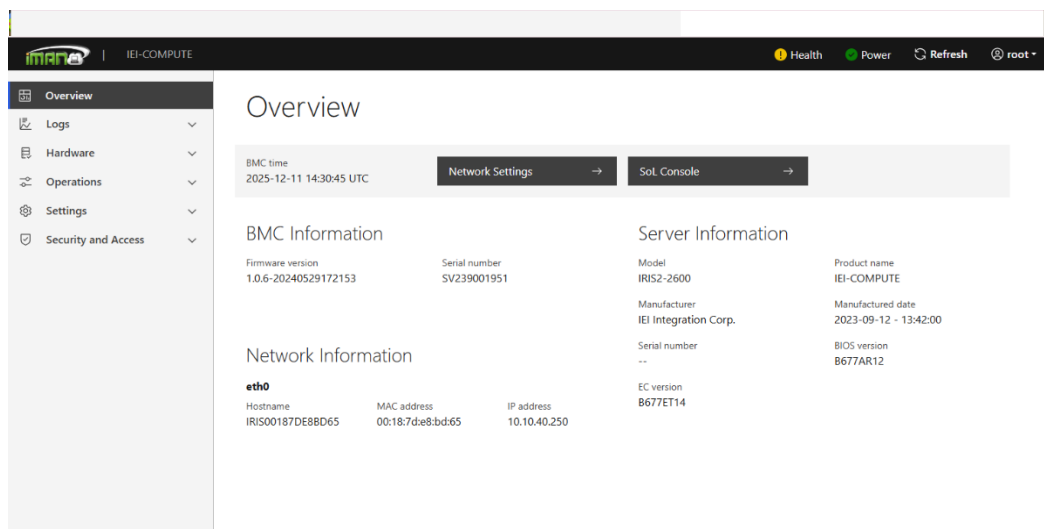 iMAN
IEI-COMPUTE
Health
Power
Refresh
root
Overview
Logs
Hardware
Operations
Settings
Security and Access
Overview
BMC time
2025-12-11 14:30:45 UTC
Network Settings
SoL Console
BMC Information
Firmware version
1.0.6-20240529172153
Serial number
SV239001951
Network Information
eth0
Hostname
IRIS00187DE8BD65
MAC address
00:18:7d:e8:bd:65
IP address
10.10.40.250
Server Information
Model
IRIS2-2600
Product name
IEI-COMPUTE
Manufacturer
IEI Integration Corp.
Manufactured date
2023-09-12 - 13:42:00
Serial number
--
BIOS version
B677AR12
EC version
B677ET14